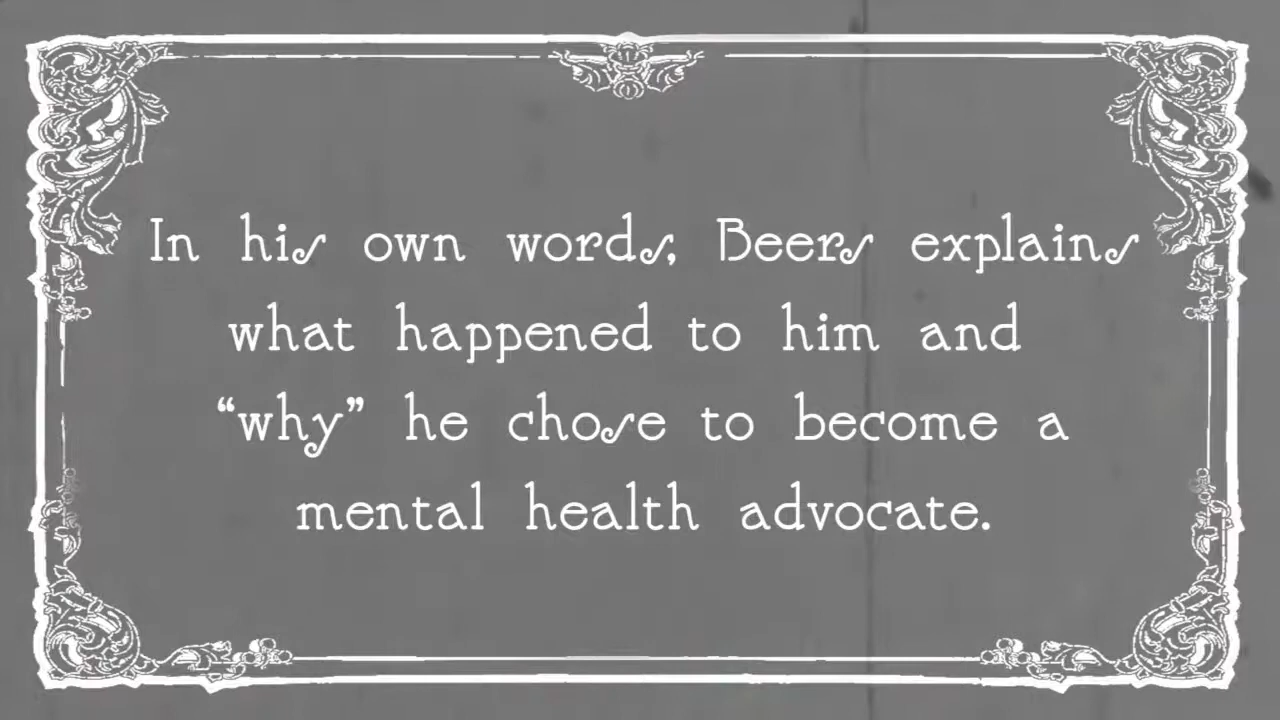 In his own words, Beers explains
what happened to him and
“why” he chose to become a
mental health advocate.